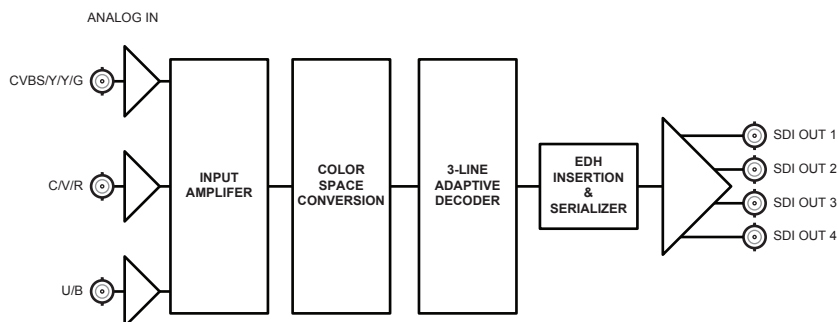 ANALOG IN
CVBS/Y/Y/G
C/V/R
U/B
INPUT
AMPLIFER
COLOR
SPACE
CONVERSION
3-LINE
ADAPTIVE
DECODER
EDH
INSERTION
&
SERIALIZER
SDI OUT 1
SDI OUT 2
SDI OUT 3
SDI OUT 4